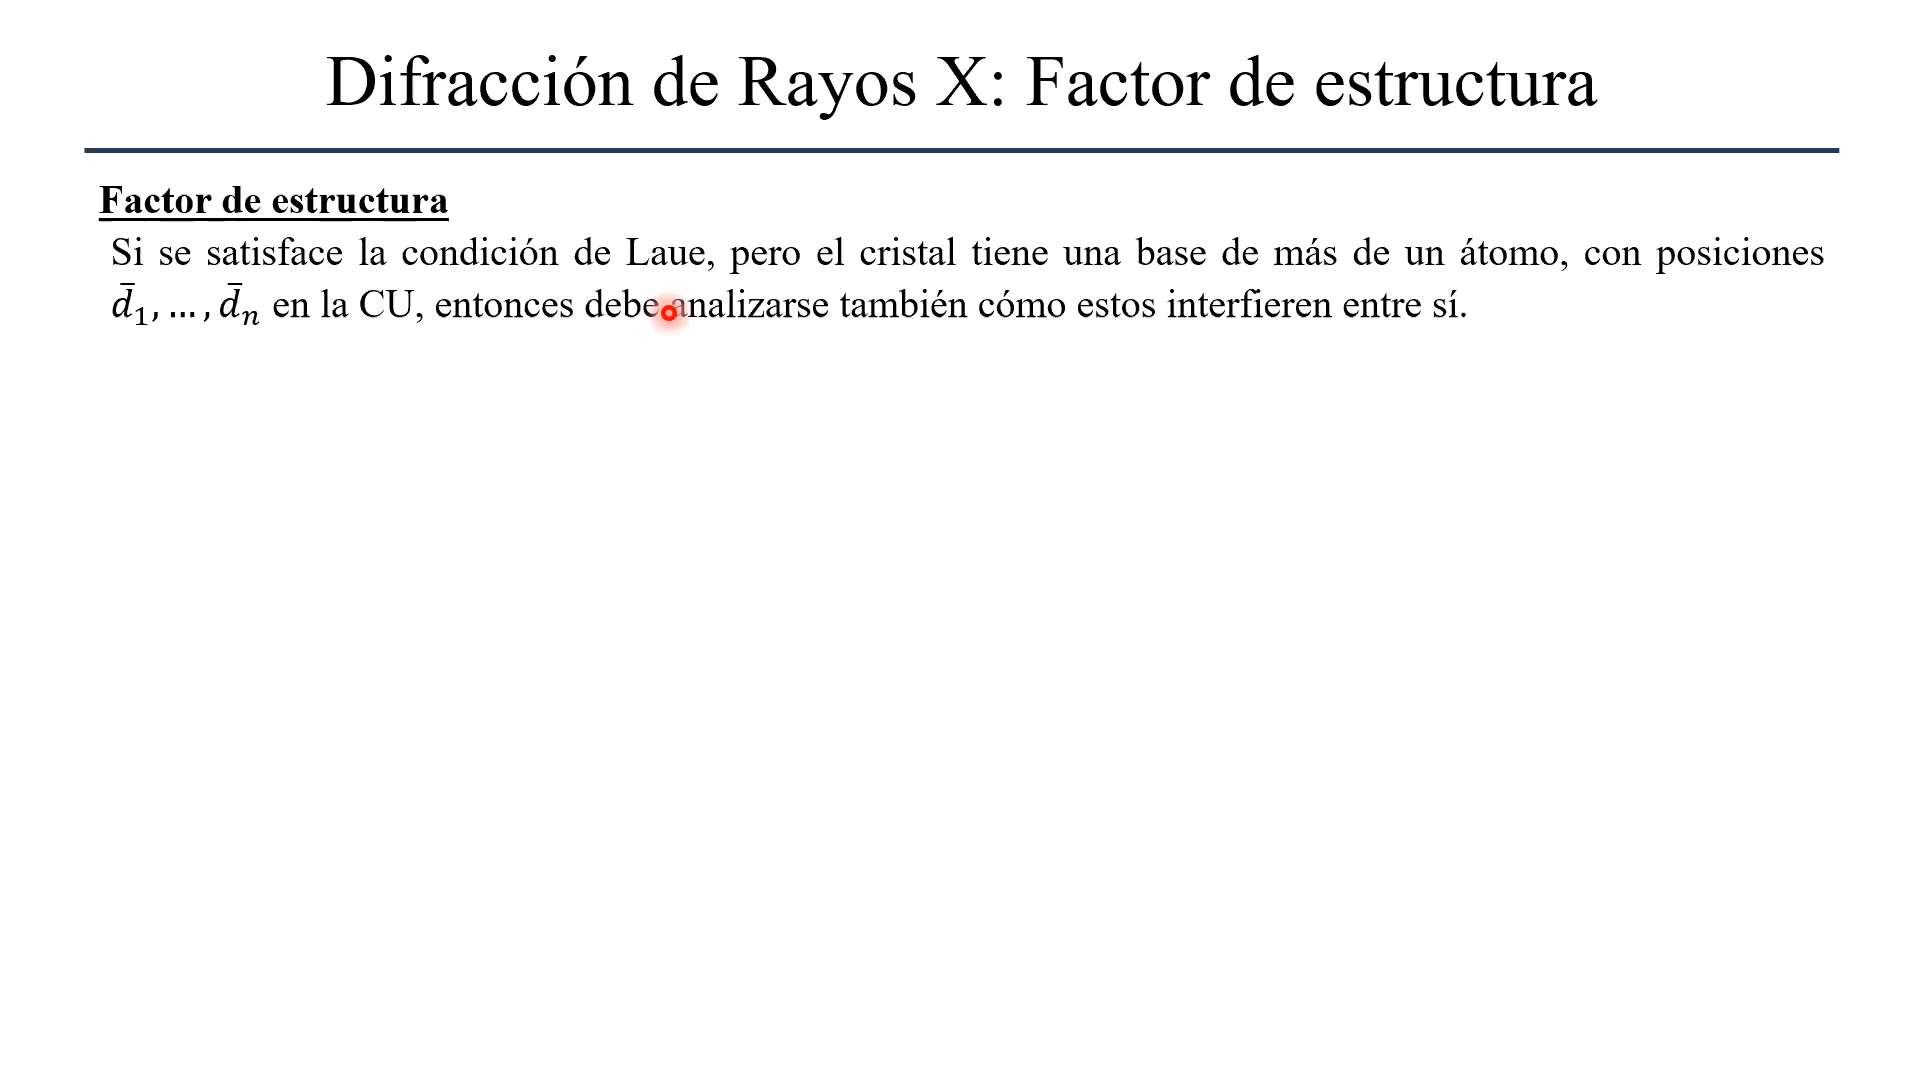 Difracción de Rayos X: Factor de estructura
Factor de estructura
Si se satisface la condición de Laue, pero el cristal tiene una base de más de un átomo, con posiciones
d̄₁, … , d̄ₙ en la CU, entonces debe analizarse también cómo estos interfieren entre sí.